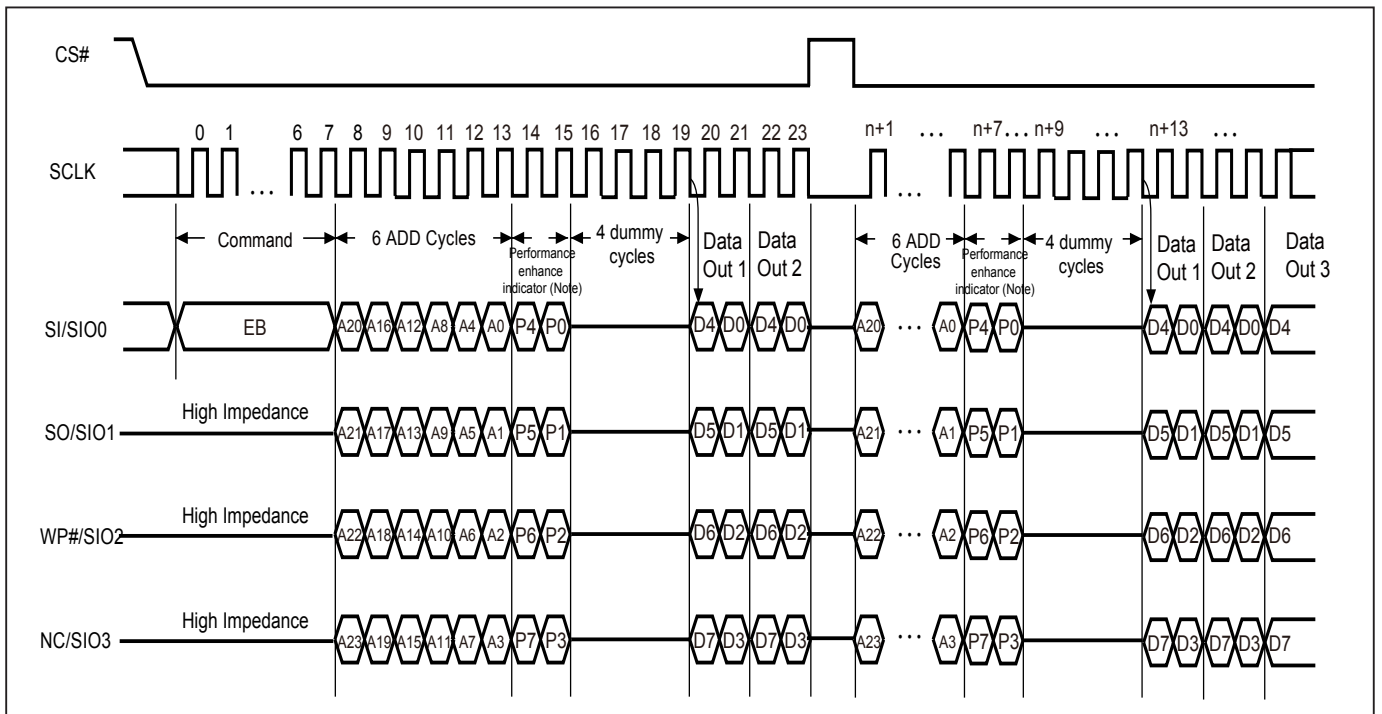 CS#
0 1 6 7 8 9 10 11 12 13 14 15 16 17 18 19 20 21 22 23 n+1 ... n+7... n+9 ... n+13 ...
SCLK
... ...
Command
6 ADD Cycles
Performance
enhance
indicator (Note)
4 dummy
cycles
Data
Out 1
Data
Out 2
6 ADD
Cycles
Performance
enhance
indicator (Note)
4 dummy
cycles
Data
Out 1
Data
Out 2
Data
Out 3
SI/SIO0 EB A20 A16 A12 A8 A4 A0 P4 P0 D4 D0 D4 D0 A20 ... A0 P4 P0 D4 D0 D4 D0 D4
High Impedance
SO/SIO1 A21 A17 A13 A9 A5 A1 P5 P1 D5 D1 D5 D1 A21 ... A1 P5 P1 D5 D1 D5 D1 D5
High Impedance
WP#/SIO2 A22 A18 A14 A10 A6 A2 P6 P2 D6 D2 D6 D2 A22 ... A2 P6 P2 D6 D2 D6 D2 D6
High Impedance
NC/SIO3 A23 A19 A15 A11 A7 A3 P7 P3 D7 D3 D7 D3 A23 ... A3 P7 P3 D7 D3 D7 D3 D7